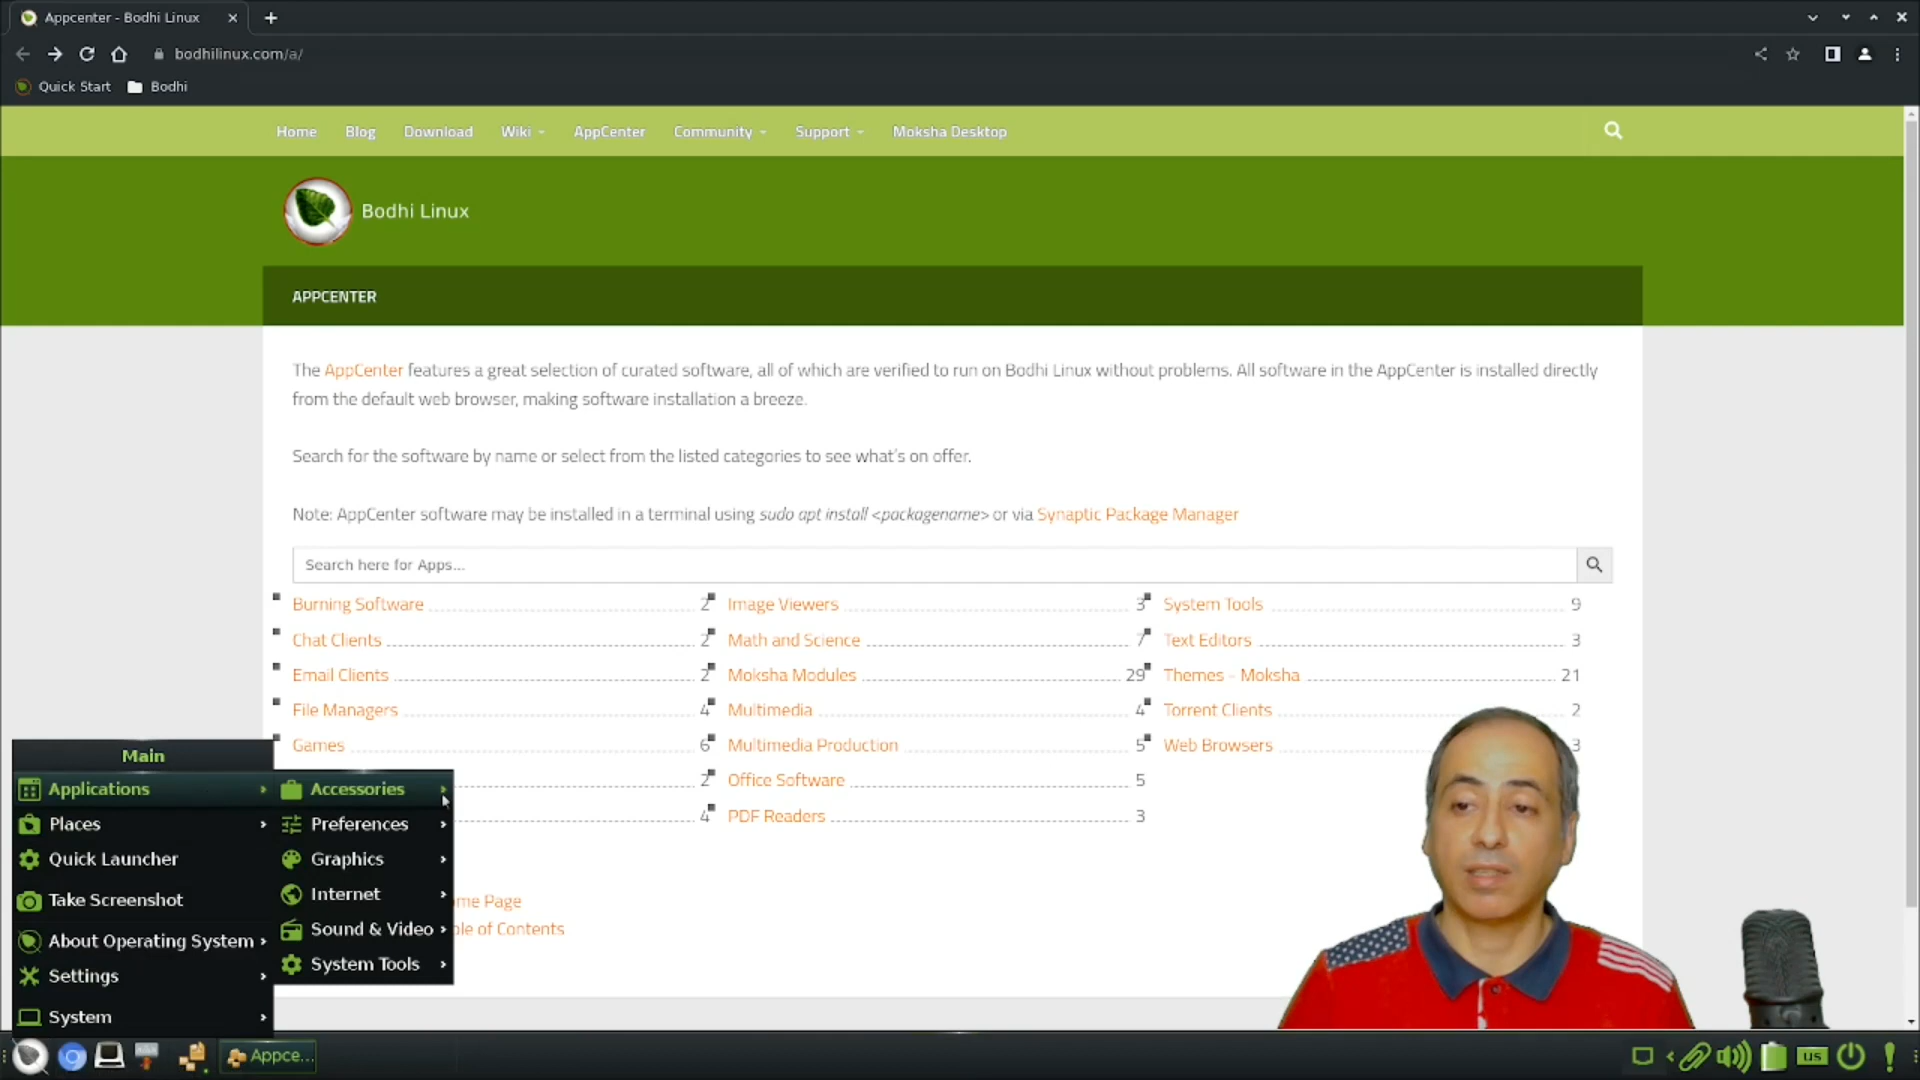 Appcenter - Bodhi Linux
bodhilinux.com/a/
Quick Start
Bodhi
Home
Blog
Download
Wiki
AppCenter
Community
Support
Moksha Desktop
Bodhi Linux
APPCENTER
The AppCenter features a great selection of curated software, all of which are verified to run on Bodhi Linux without problems. All software in the AppCenter is installed directly
from the default web browser, making software installation a breeze.
Search for the software by name or select from the listed categories to see what's on offer.
Note: AppCenter software may be installed in a terminal using sudo apt install <packagename> or via Synaptic Package Manager
Search here for Apps...
Burning Software 2
Image Viewers 3
System Tools 9
Chat Clients 2
Math and Science 7
Text Editors 3
Email Clients 2
Moksha Modules 29
Themes - Moksha 21
File Managers 4
Multimedia 4
Torrent Clients 2
Games 6
Multimedia Production 5
Web Browsers 3
2
Office Software 5
4
PDF Readers 3
me Page
le of Contents
Main
Applications
Places
Quick Launcher
Take Screenshot
About Operating System
Settings
System
Accessories
Preferences
Graphics
Internet
Sound & Video
System Tools
Appce...
us